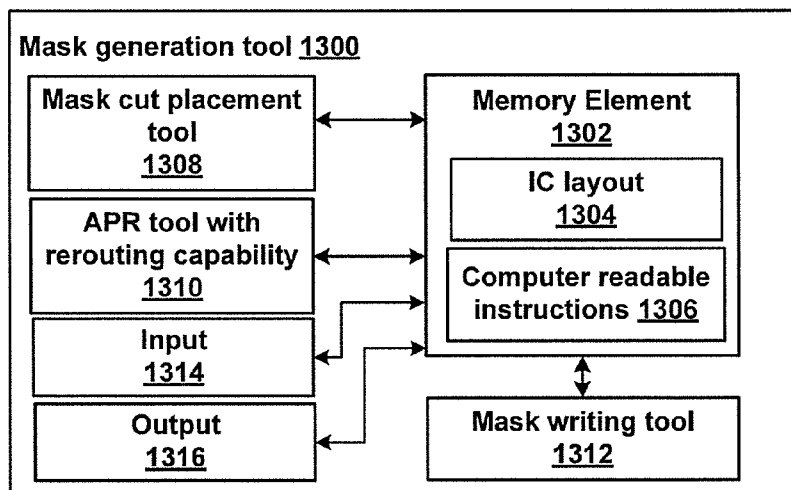 Mask generation tool 1300
Mask cut placement
tool
1308
APR tool with
rerouting capability
1310
Input
1314
Output
1316
Memory Element
1302
IC layout
1304
Computer readable
instructions 1306
Mask writing tool
1312